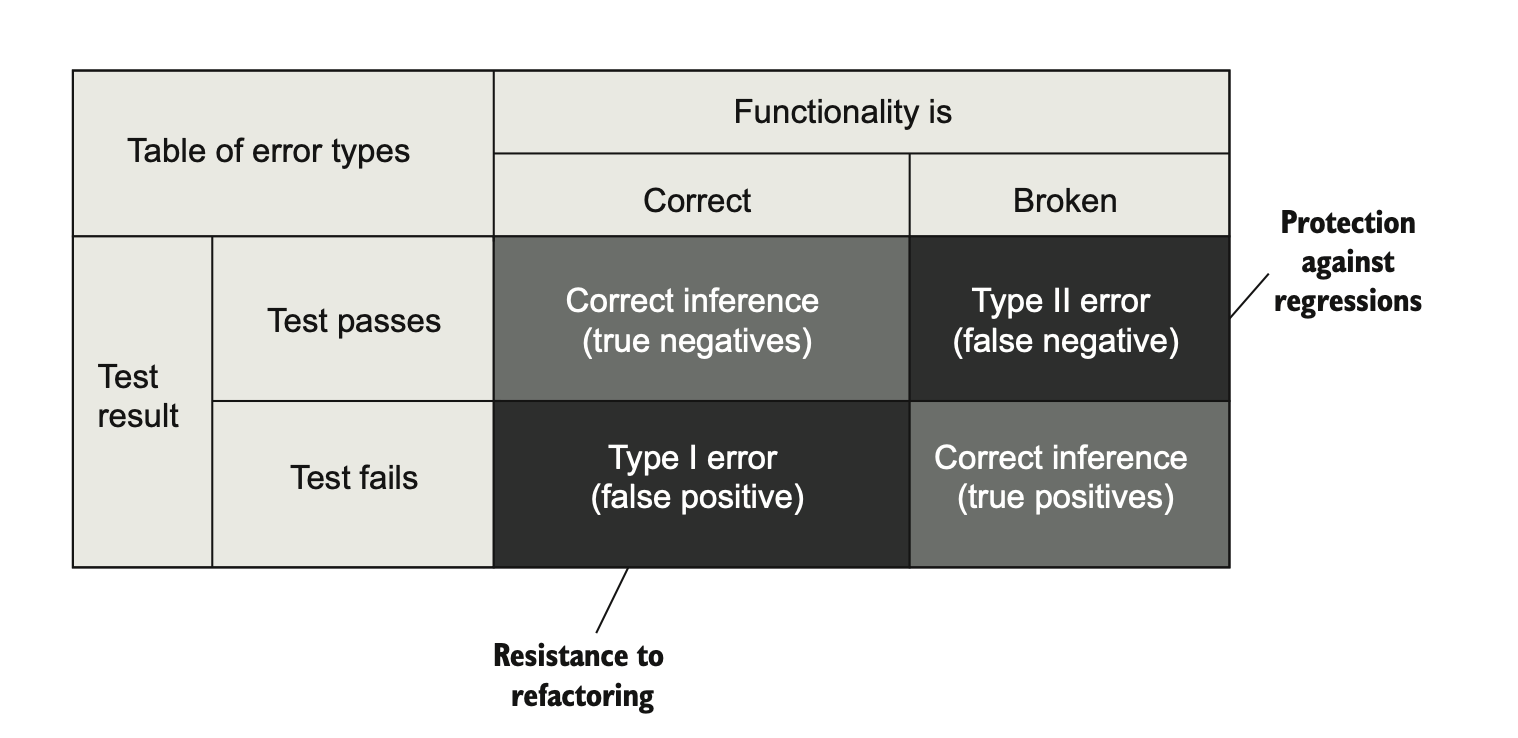 Functionality is
Table of error types
Correct
Broken
Protection
against
regressions
Test passes
Correct inference
(true negatives)
Type II error
(false negative)
Test
result
Test fails
Type I error
(false positive)
Correct inference
(true positives)
Resistance to
refactoring